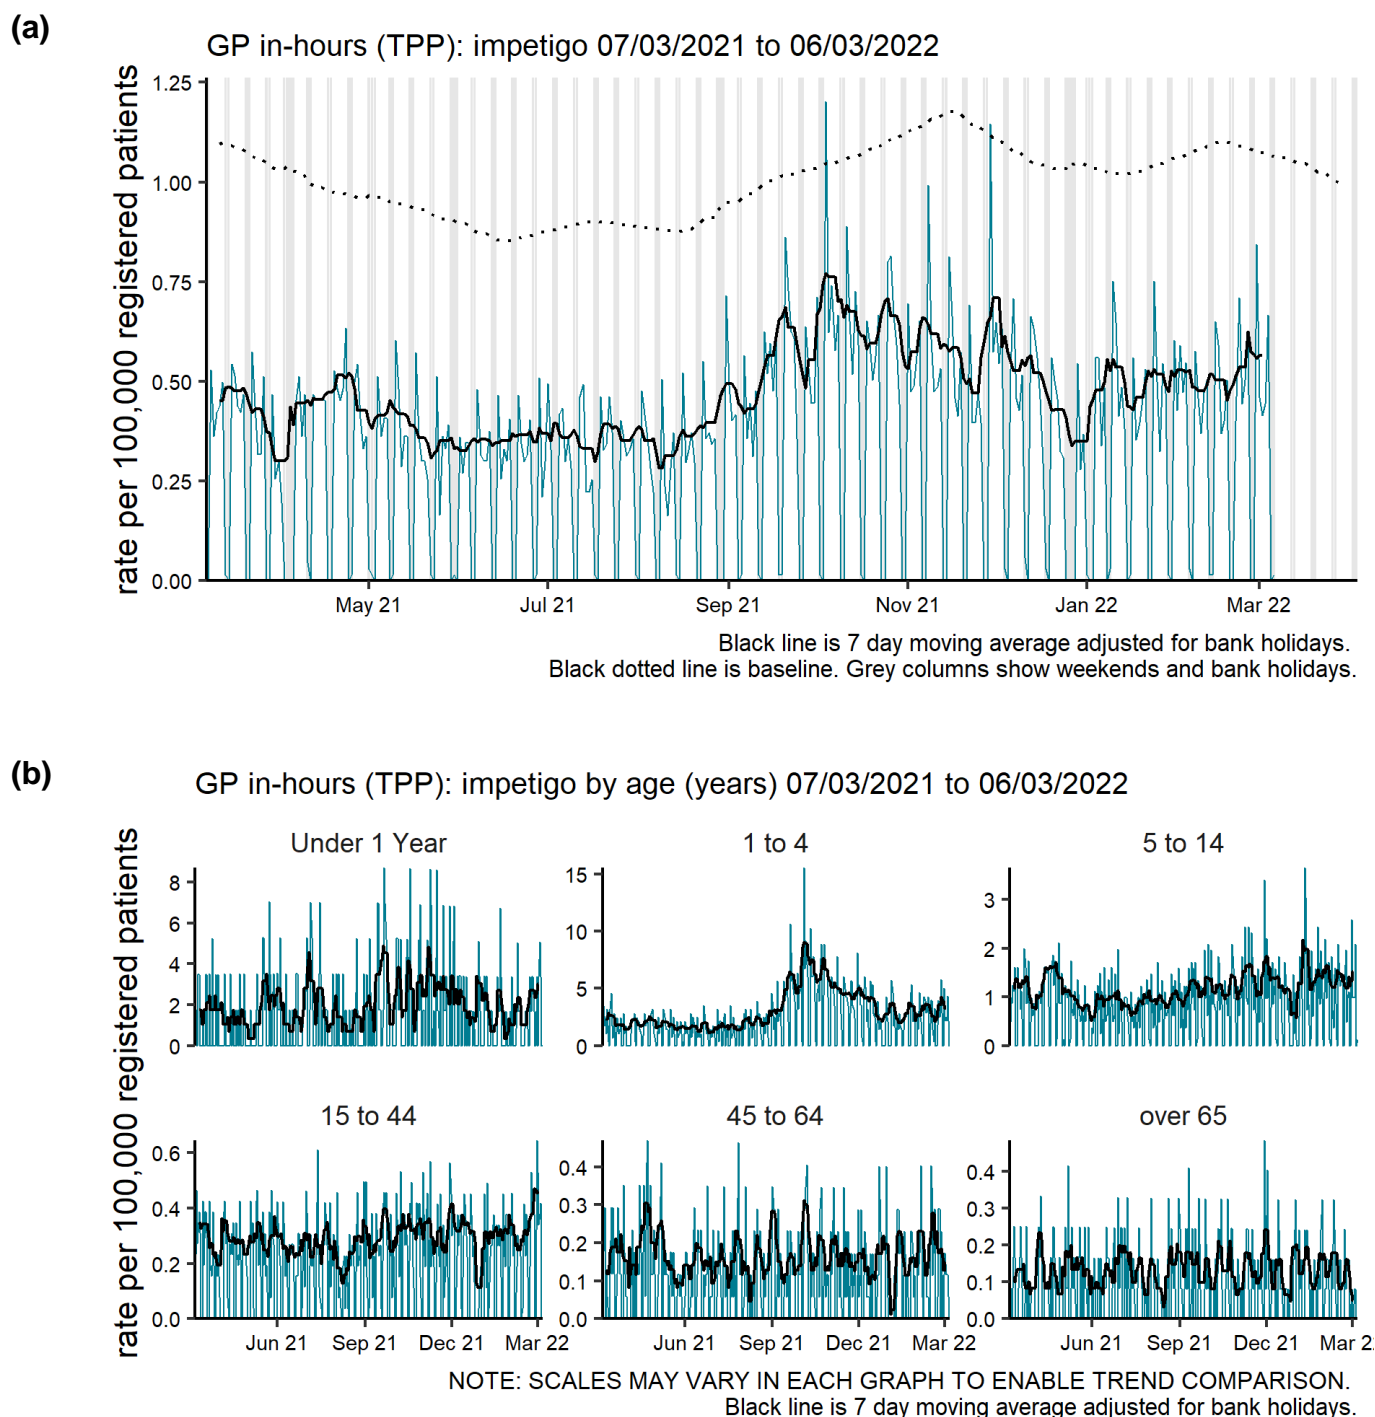 (a)
GP in-hours (TPP): impetigo 07/03/2021 to 06/03/2022
rate per 100,000 registered patients
1.25
1.00
0.75
0.50
0.25
0.00
May 21 Jul 21 Sep 21 Nov 21 Jan 22 Mar 22
Black line is 7 day moving average adjusted for bank holidays.
Black dotted line is baseline. Grey columns show weekends and bank holidays.
(b)
GP in-hours (TPP): impetigo by age (years) 07/03/2021 to 06/03/2022
rate per 100,000 registered patients
Under 1 Year
8
6
4
2
0
1 to 4
15
10
5
0
5 to 14
3
2
1
0
15 to 44
0.6
0.4
0.2
0.0
Jun 21 Sep 21 Dec 21 Mar 22
45 to 64
0.4
0.3
0.2
0.1
0.0
Jun 21 Sep 21 Dec 21 Mar 22
over 65
0.4
0.3
0.2
0.1
0.0
Jun 21 Sep 21 Dec 21 Mar 2
NOTE: SCALES MAY VARY IN EACH GRAPH TO ENABLE TREND COMPARISON.
Black line is 7 day moving average adjusted for bank holidays.